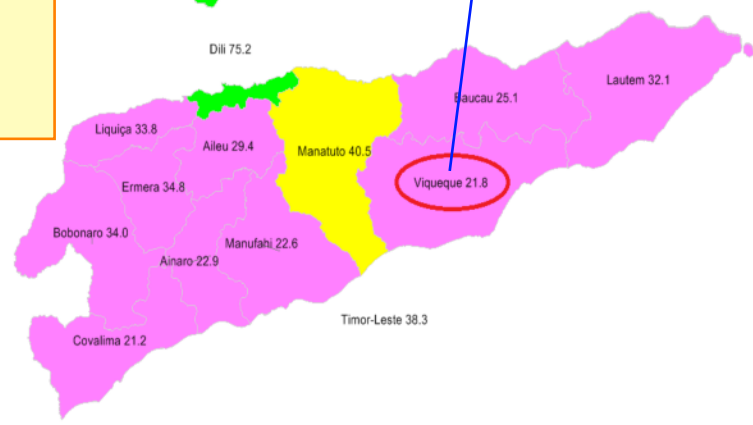 Dili 75.2
Lautem 32.1
Baucau 25.1
Liquiça 33.8
Aileu 29.4
Manatuto 40.5
Viqueque 21.8
Ermera 34.8
Bobonaro 34.0
Manufahi 22.6
Ainaro 22.9
Timor-Leste 38.3
Covalima 21.2